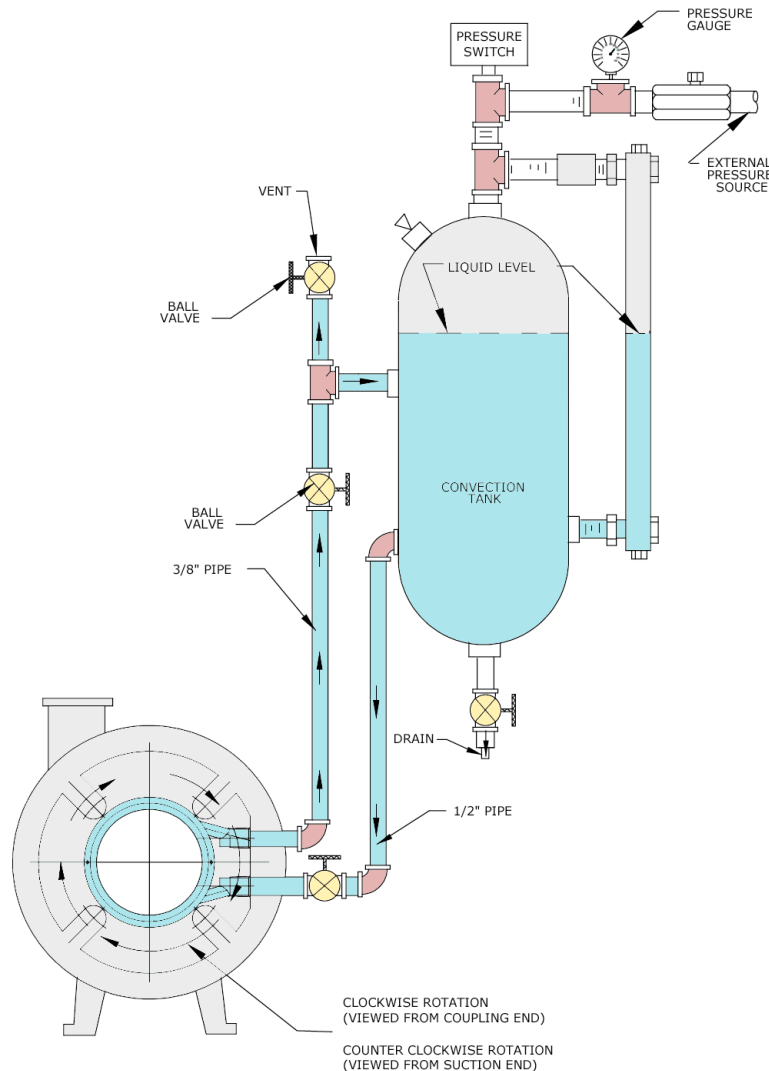 PRESSURE
GAUGE
PRESSURE
SWITCH
EXTERNAL
PRESSURE
SOURCE
VENT
LIQUID LEVEL
BALL
VALVE
CONVECTION
TANK
BALL
VALVE
3/8" PIPE
DRAIN
1/2" PIPE
CLOCKWISE ROTATION
(VIEWED FROM COUPLING END)
COUNTER CLOCKWISE ROTATION
(VIEWED FROM SUCTION END)